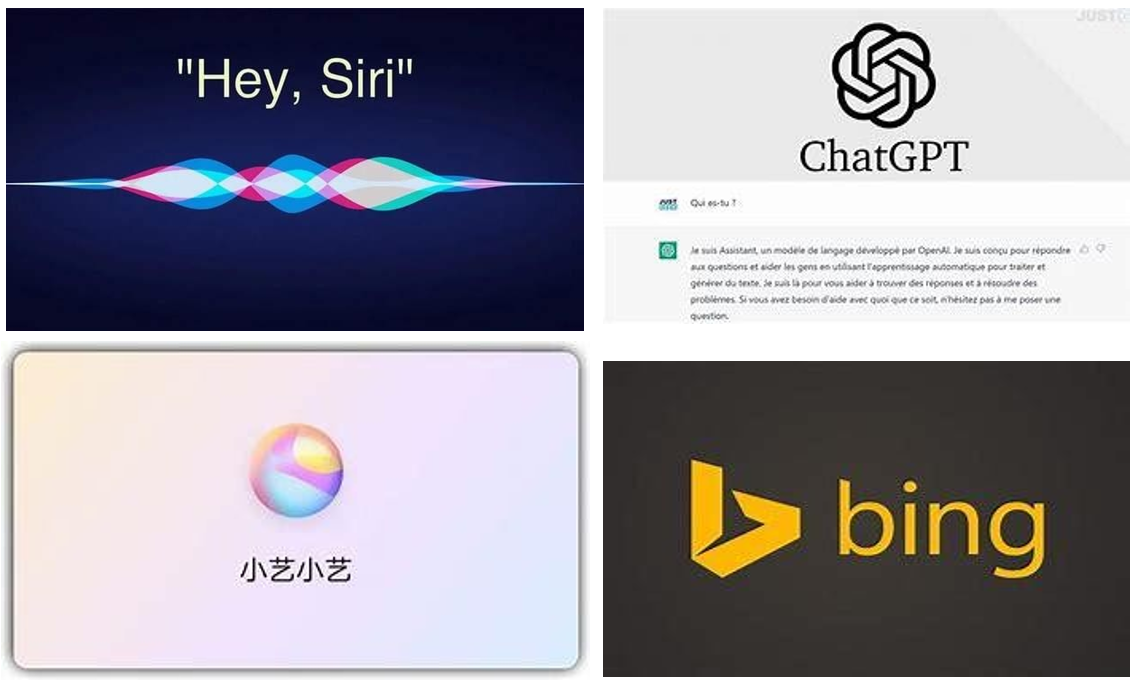 "Hey, Siri"
ChatGPT
Qui es-tu ?
Je suis Assistant, un modèle de langage développé par OpenAI. Je suis conçu pour répondre
aux questions et aider les gens en utilisant l'apprentissage automatique pour traiter et
générer du texte. Je suis là pour vous aider à trouver des réponses et à résoudre des
problèmes. Si vous avez besoin d'aide avec quoi que ce soit, n'hésitez pas à me poser une
question.
小艺小艺
bing